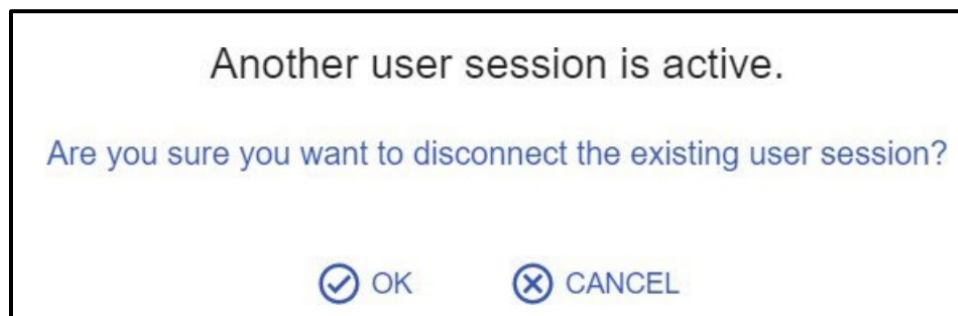 Another user session is active.
Are you sure you want to disconnect the existing user session?
OK CANCEL